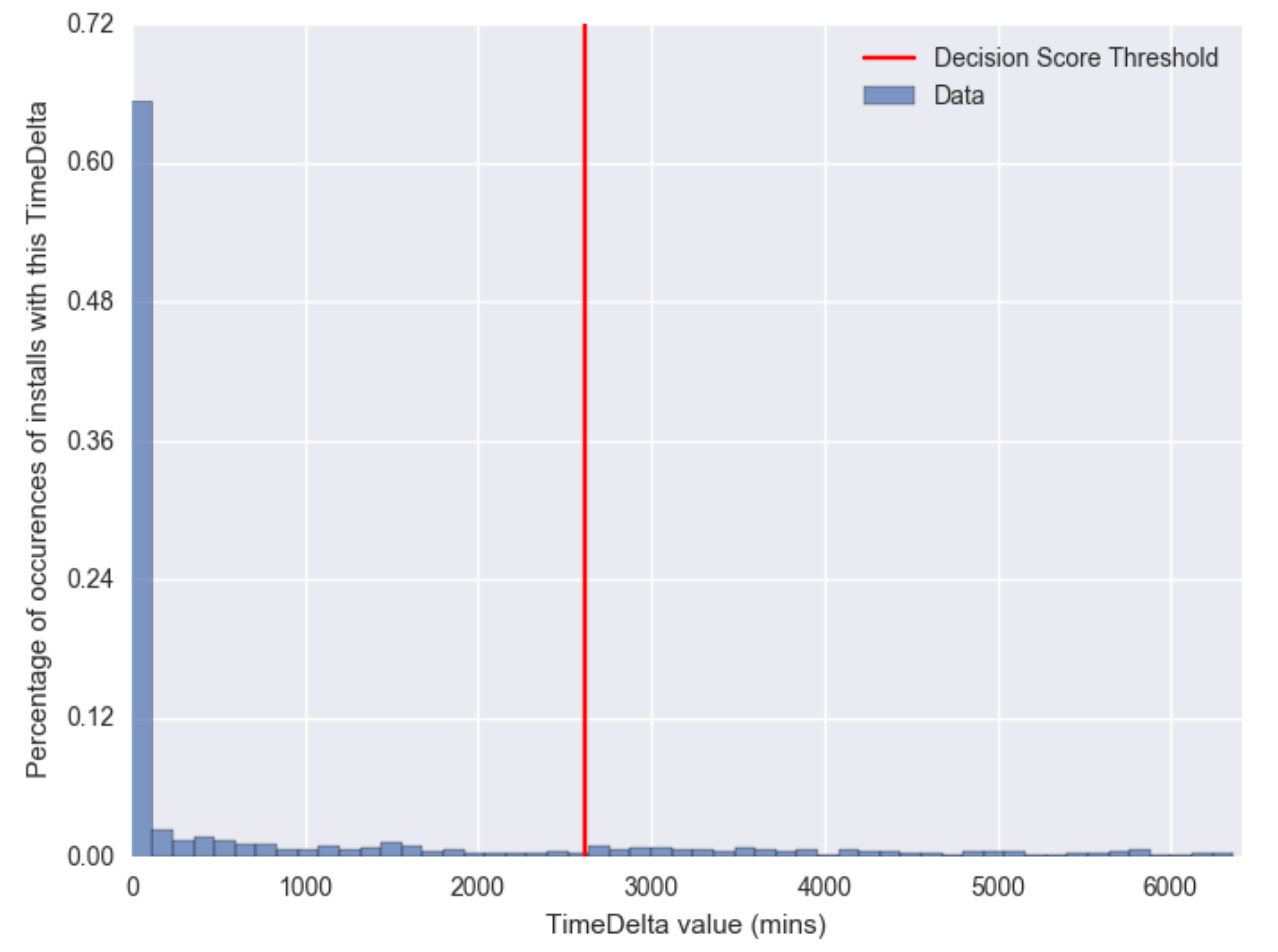 0.72
0.60
0.48
0.36
0.24
0.12
0.00
Percentage of occurences of installs with this TimeDelta
Decision Score Threshold
Data
0 1000 2000 3000 4000 5000 6000
TimeDelta value (mins)